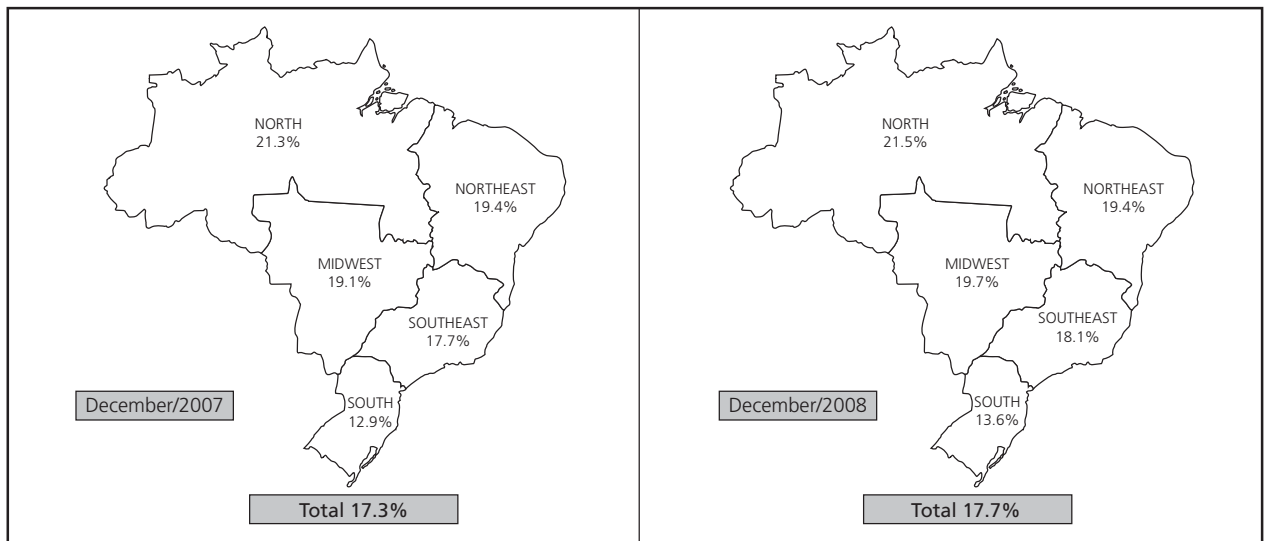 NORTH
21.3%
NORTHEAST
19.4%
MIDWEST
19.1%
SOUTHEAST
17.7%
December/2007
SOUTH
12.9%
Total 17.3%
NORTH
21.5%
NORTHEAST
19.4%
MIDWEST
19.7%
SOUTHEAST
18.1%
December/2008
SOUTH
13.6%
Total 17.7%